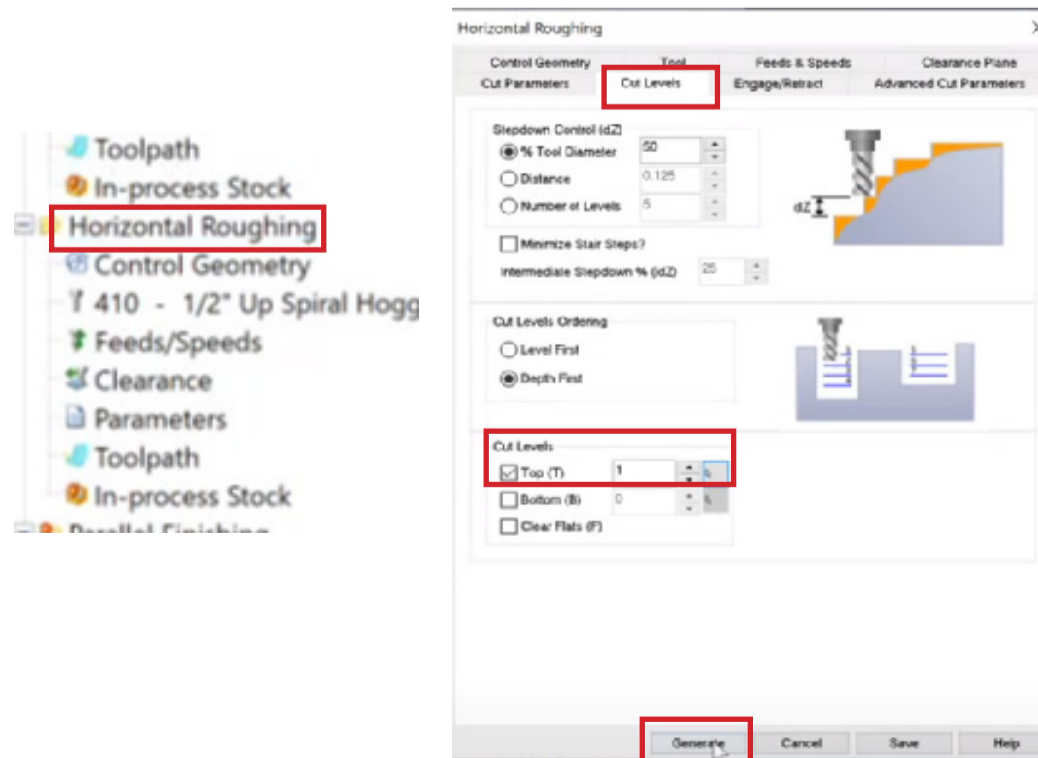 Toolpath
In-process Stock
Horizontal Roughing
Control Geometry
410 - 1/2" Up Spiral Hogg
Feeds/Speeds
Clearance
Parameters
Toolpath
In-process Stock
Parallel Finishing
Horizontal Roughing
Control Geometry Tool Feeds & Speeds Clearance Plane
Cut Parameters Cut Levels Engage/Retract Advanced Cut Parameters
Stepdown Control (dZ)
% Tool Diameter 50
Distance 0.125
Number of Levels 5
dZ
Minimize Stair Steps?
Intermediate Stepdown % (idZ) 25
Cut Levels Ordering
Level First
Depth First
Cut Levels
Top (T) 1
Bottom (B) 0
Clear Flats (F)
Generate Cancel Save Help